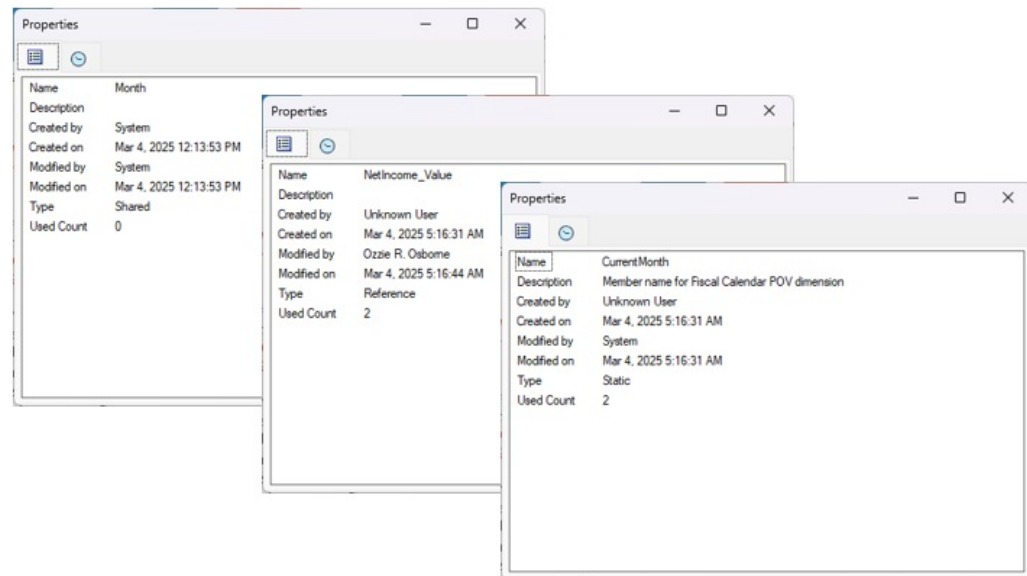 Properties
Name Month
Description
Created by System
Created on Mar 4, 2025 12:13:53 PM
Modified by System
Modified on Mar 4, 2025 12:13:53 PM
Type Shared
Used Count 0
Properties
Name NetIncome_Value
Description
Created by Unknown User
Created on Mar 4, 2025 5:16:31 AM
Modified by Ozzie R. Osborne
Modified on Mar 4, 2025 5:16:44 AM
Type Reference
Used Count 2
Properties
Name CurrentMonth
Description Member name for Fiscal Calendar POV dimension
Created by Unknown User
Created on Mar 4, 2025 5:16:31 AM
Modified by System
Modified on Mar 4, 2025 5:16:31 AM
Type Static
Used Count 2